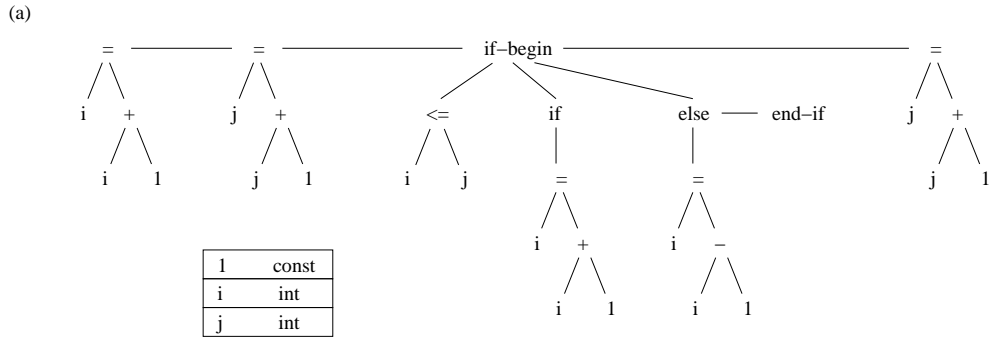 (a)
= = if-begin =
i + j + <= if else end-if j +
i 1 j 1 i j = = j 1
i + i -
1 const i 1 i 1
i int
j int